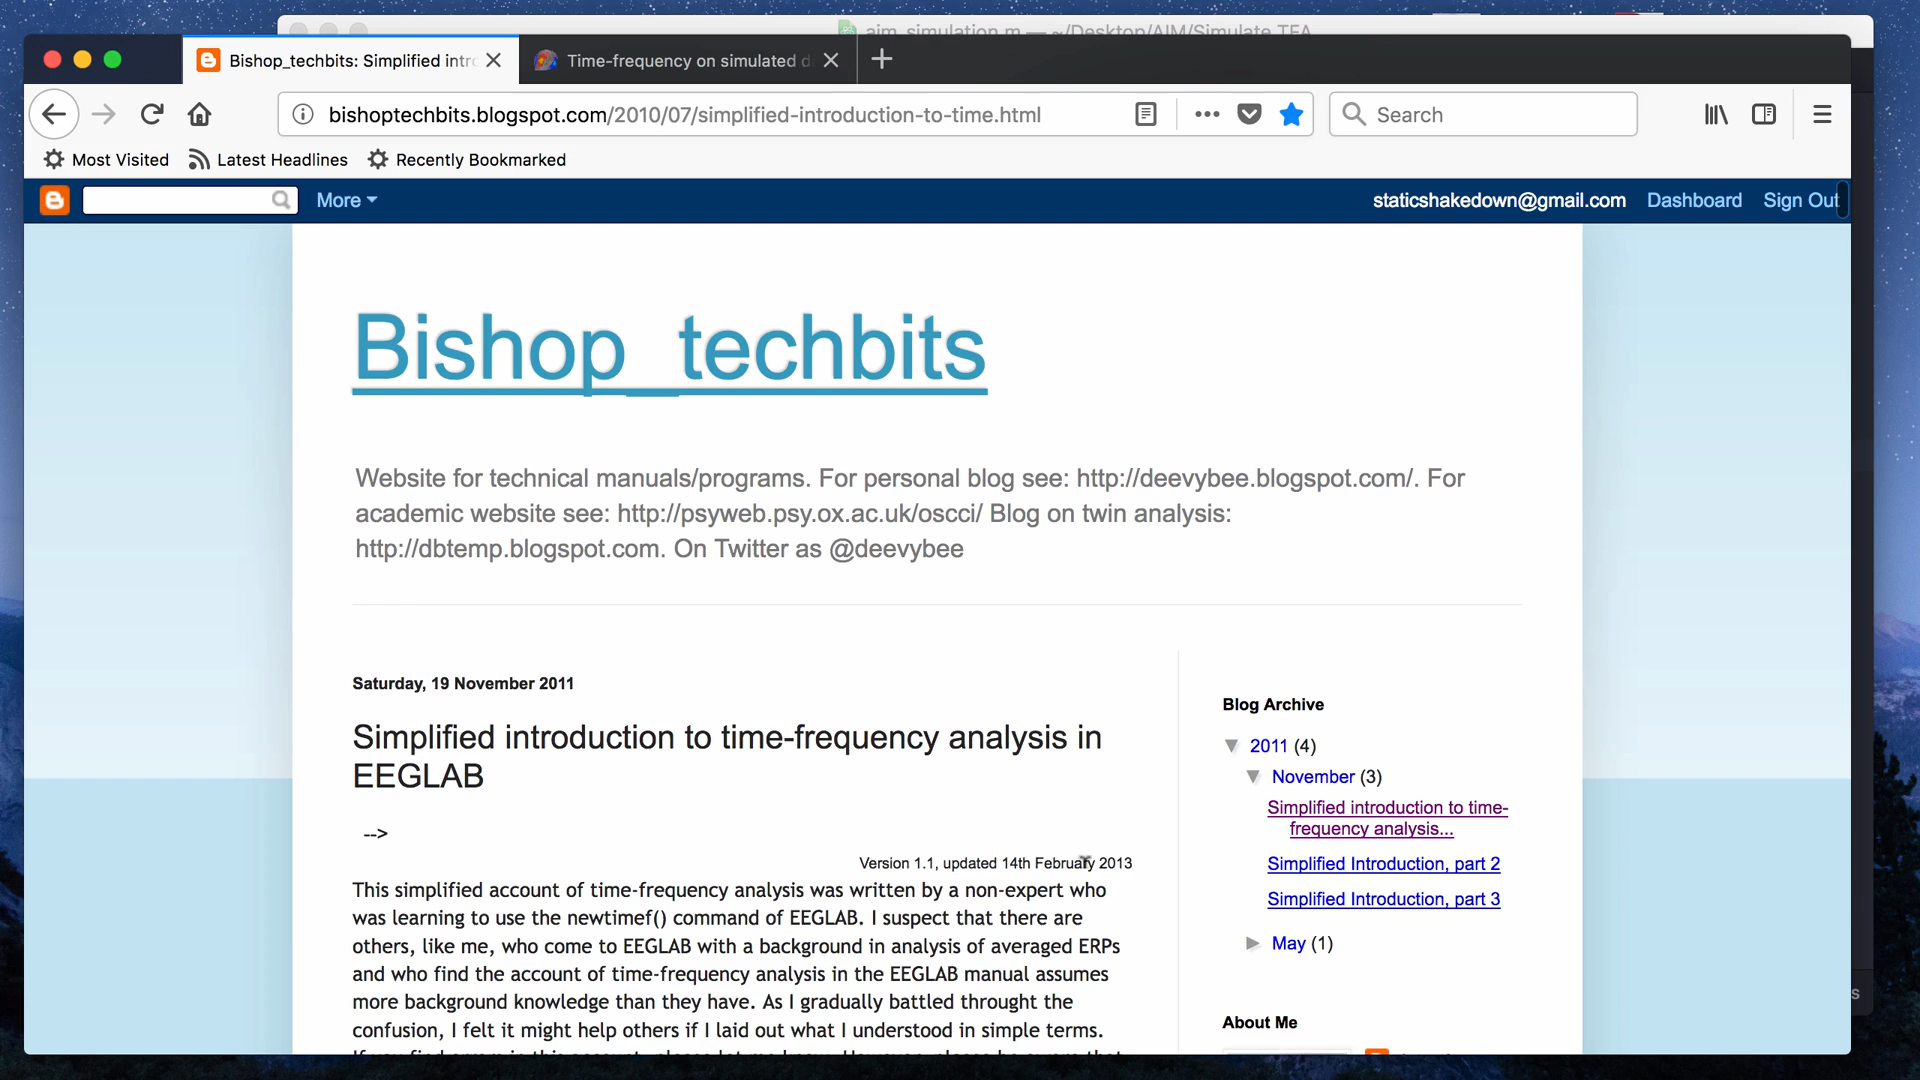 aim_simulation.m — ~/Desktop/AIM/Simulate TFA
Bishop_techbits: Simplified intro
Time-frequency on simulated d
bishoptechbits.blogspot.com/2010/07/simplified-introduction-to-time.html
Search
Most Visited
Latest Headlines
Recently Bookmarked
More
staticshakedown@gmail.com
Dashboard
Sign Out
Bishop_techbits
Website for technical manuals/programs. For personal blog see: http://deevybee.blogspot.com/. For
academic website see: http://psyweb.psy.ox.ac.uk/oscci/ Blog on twin analysis:
http://dbtemp.blogspot.com. On Twitter as @deevybee
Saturday, 19 November 2011
Simplified introduction to time-frequency analysis in
EEGLAB
-->
Version 1.1, updated 14th February 2013
This simplified account of time-frequency analysis was written by a non-expert who
was learning to use the newtimef() command of EEGLAB. I suspect that there are
others, like me, who come to EEGLAB with a background in analysis of averaged ERPs
and who find the account of time-frequency analysis in the EEGLAB manual assumes
more background knowledge than they have. As I gradually battled throught the
confusion, I felt it might help others if I laid out what I understood in simple terms.
Blog Archive
2011 (4)
November (3)
Simplified introduction to time-
frequency analysis...
Simplified Introduction, part 2
Simplified Introduction, part 3
May (1)
About Me